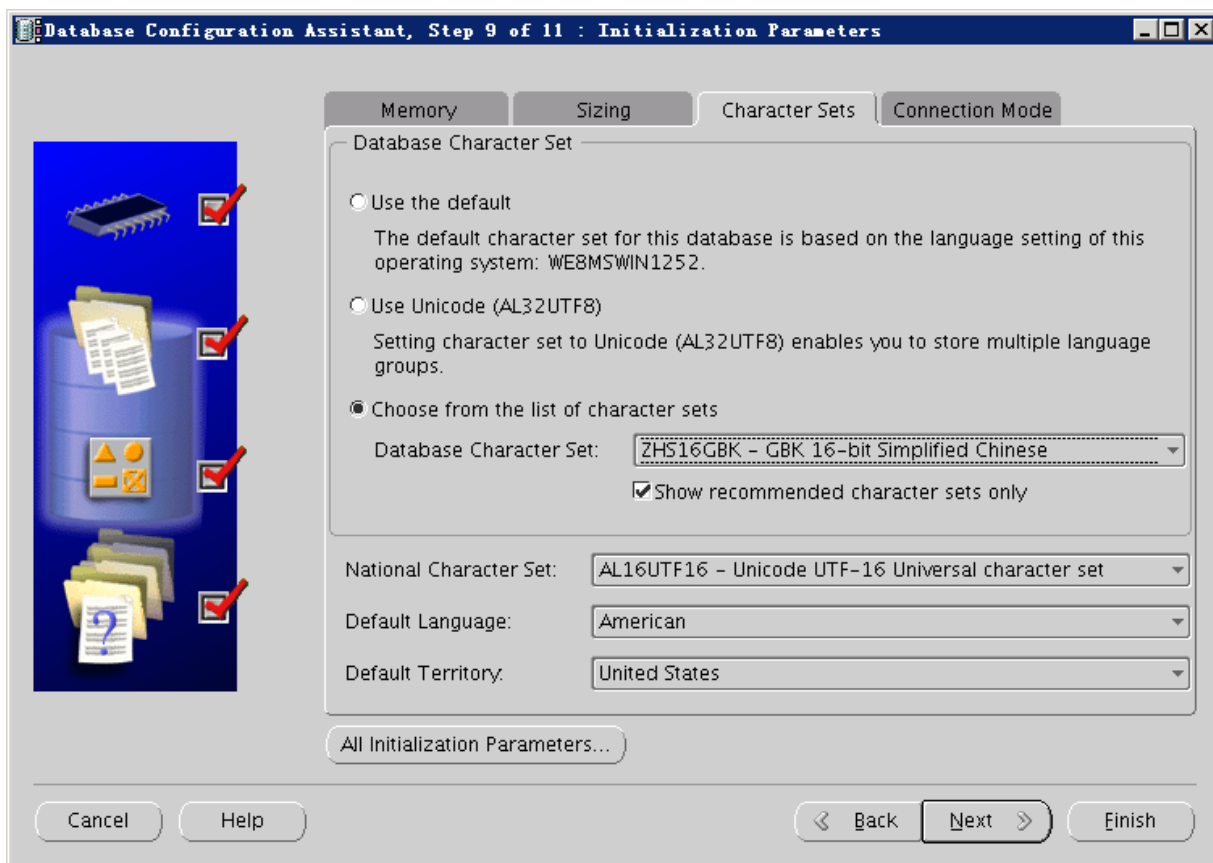 Database Configuration Assistant, Step 9 of 11 : Initialization Parameters
Memory
Sizing
Character Sets
Connection Mode
Database Character Set
Use the default
The default character set for this database is based on the language setting of this
operating system: WE8MSWIN1252.
Use Unicode (AL32UTF8)
Setting character set to Unicode (AL32UTF8) enables you to store multiple language
groups.
Choose from the list of character sets
Database Character Set:
ZHS16GBK - GBK 16-bit Simplified Chinese
Show recommended character sets only
National Character Set:
AL16UTF16 - Unicode UTF-16 Universal character set
Default Language:
American
Default Territory:
United States
?
All Initialization Parameters...
Cancel
Help
Back
Next
Finish